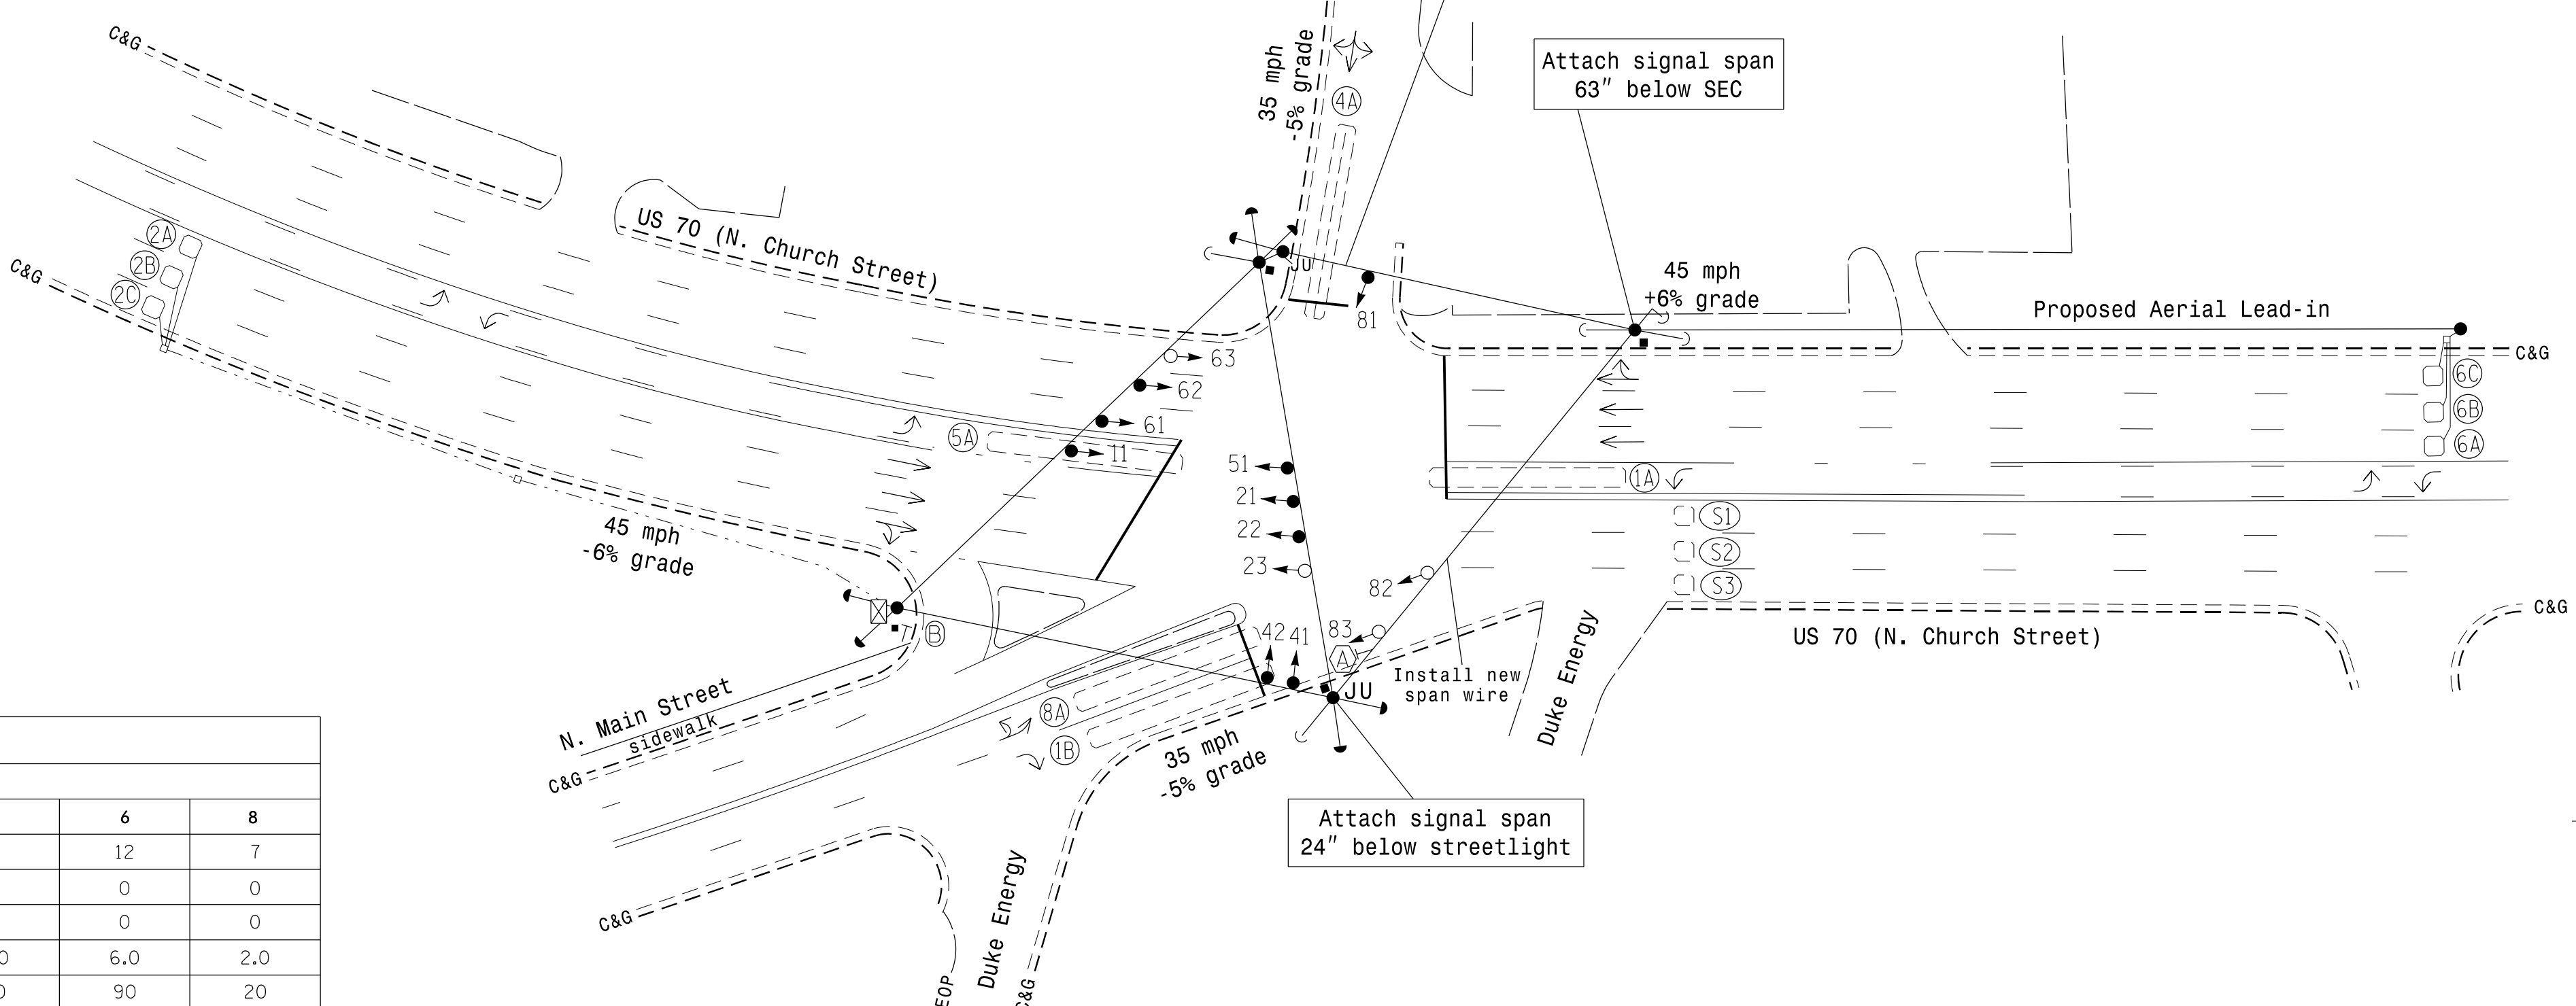 C&G
35 mph
-5% grade
4A
Attach signal span
63" below SEC
2A
2B
2C
C&G
US 70 (N. Church Street)
JU
81
45 mph
+6% grade
Proposed Aerial Lead-in
C&G
6C
6B
6A
63
62
61
11
5A
51
21
22
23
1A
S1
S2
S3
82
83
A
42
41
JU
45 mph
-6% grade
B
C&G
US 70 (N. Church Street)
Install new
span wire
Duke Energy
N. Main Street
sidewalk
C&G
8A
1B
35 mph
-5% grade
Attach signal span
24" below streetlight
C&G
Duke Energy
EOP
C&G
6 8
12 7
0 0
0 0
0 6.0 2.0
0 90 20